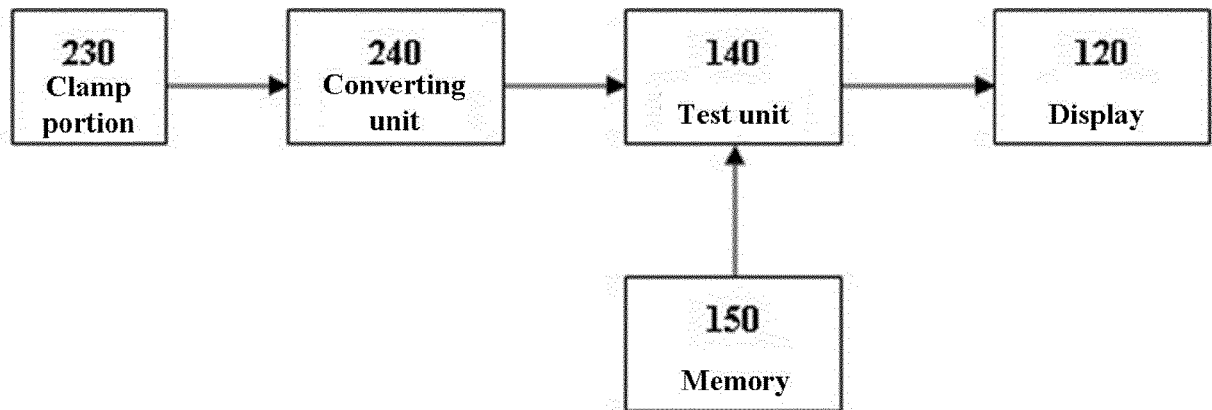 230
Clamp
portion
240
Converting
unit
140
Test unit
120
Display
150
Memory